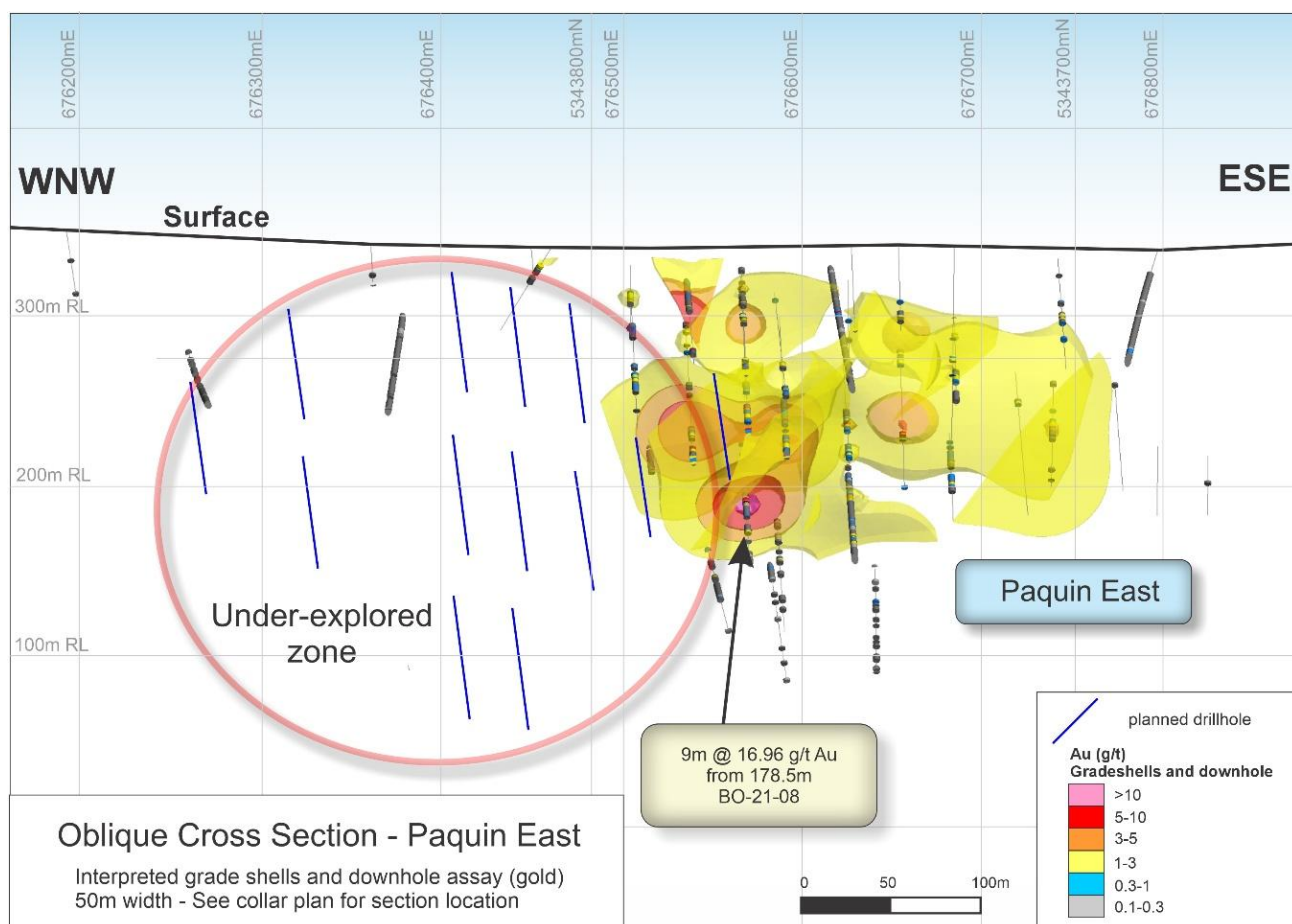 676200mE
676300mE
676400mE
5343800mN
676500mE
676600mE
676700mE
5343700mN
676800mE
WNW
ESE
Surface
300m RL
200m RL
100m RL
Under-explored
zone
Paquin East
9m @ 16.96 g/t Au
from 178.5m
BO-21-08
planned drillhole
Au (g/t)
Gradeshells and downhole
>10
5-10
3-5
1-3
0.3-1
0.1-0.3
Oblique Cross Section - Paquin East
Interpreted grade shells and downhole assay (gold)
50m width - See collar plan for section location
0 50 100m